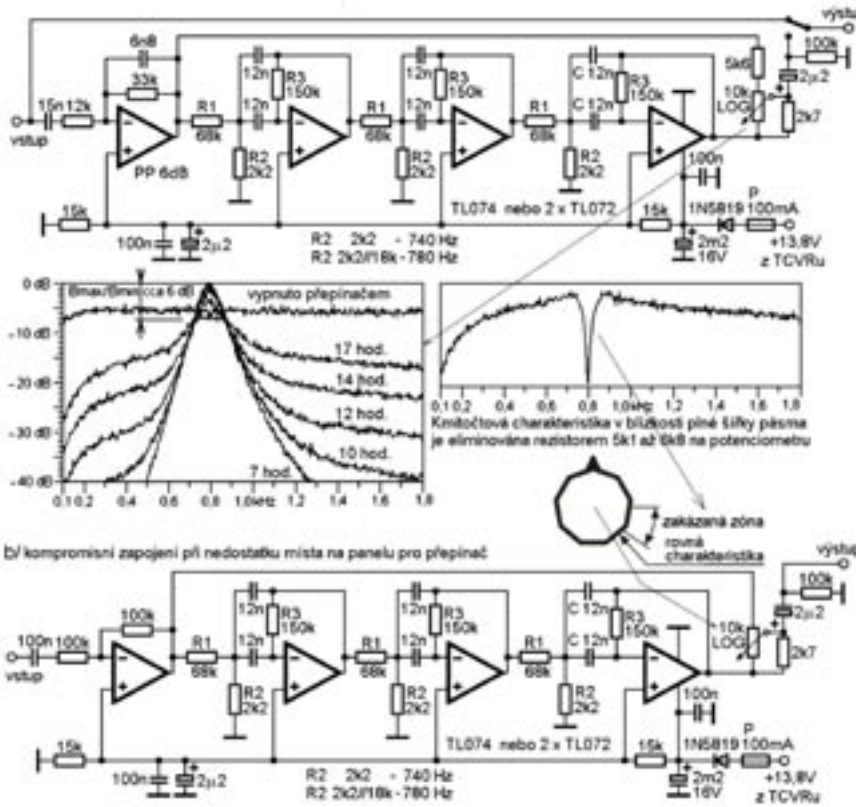 výstup
6n8
33k
15n
12k
vstup
PP 6dB
R1
68k
12n
12n
R3
150k
R2
2k2
R1
68k
12n
12n
R3
150k
R2
2k2
R1
68k
C 12n
C 12n
R3
150k
R2
2k2
5k6
10k
LOG
100k
2µ2
2k7
100n
15k
100n
2µ2
TL074 nebo 2 x TL072
R2 2k2 - 740 Hz
R2 2k2//18k - 780 Hz
15k
1N5819
P
100mA
2m2
16V
+13,8V
z TCVRu
0 dB
-10 dB
-20 dB
-30 dB
-40 dB
Bmax/Bmin cca 6 dB
vypnuto přepínačem
17 hod.
14 hod.
12 hod.
10 hod.
7 hod.
0,1 0,2 0,4 0,6 0,8 1,0 kHz 1,2 1,4 1,6 1,8
0,1 0,2 0,4 0,6 0,8 1,0 kHz 1,2 1,4 1,6 1,8
Kmitočtová charakteristika v blízkosti plné šířky pásma
je eliminována rezistorem 5k1 až 6k8 na potenciometru
zakázaná zóna
rovná
charakteristika
b/ kompromisní zapojení při nedostatku místa na panelu pro přepínač
výstup
100k
100n
100k
vstup
R1
68k
12n
12n
R3
150k
R2
2k2
R1
68k
12n
12n
R3
150k
R2
2k2
R1
68k
C 12n
C 12n
R3
150k
R2
2k2
10k
LOG
100k
2µ2
2k7
100n
15k
100n
2µ2
TL074 nebo 2 x TL072
R2 2k2 - 740 Hz
R2 2k2//18k - 780 Hz
15k
1N5819
P
100mA
2m2
16V
+13,8V
z TCVRu